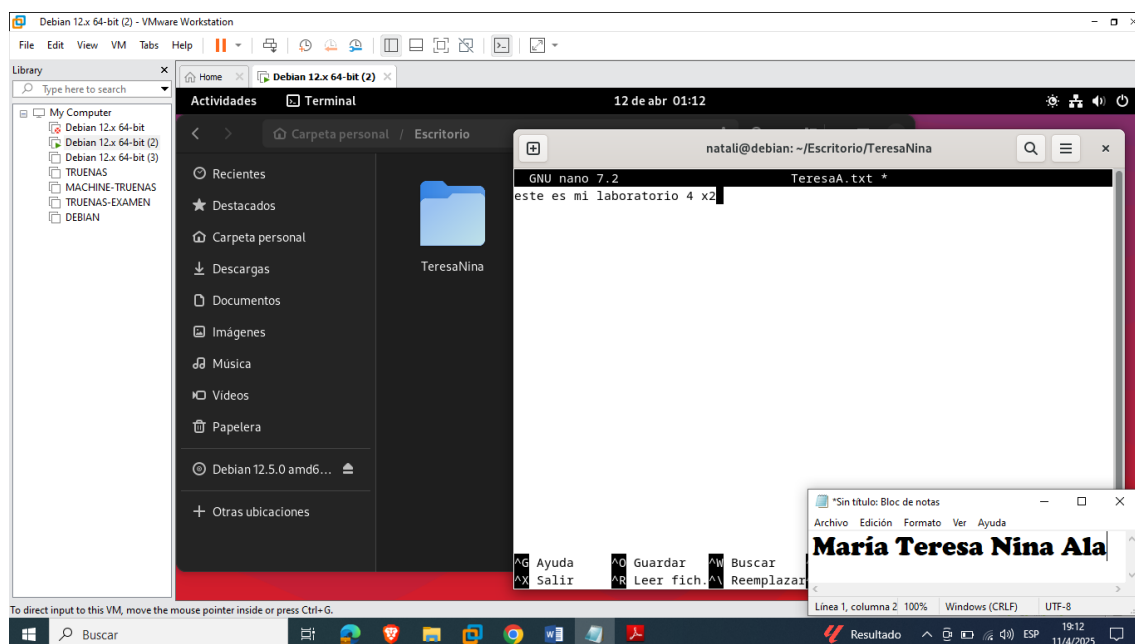 Debian 12.x 64-bit (2) - VMware Workstation
File Edit View VM Tabs Help
Library
Type here to search
My Computer
Debian 12.x 64-bit
Debian 12.x 64-bit (2)
Debian 12.x 64-bit (3)
TRUENAS
MACHINE-TRUENAS
TRUENAS-EXAMEN
DEBIAN
Home
Debian 12.x 64-bit (2)
Actividades Terminal 12 de abr 01:12
Carpeta personal / Escritorio
Recientes
Destacados
Carpeta personal
Descargas
Documentos
Imágenes
Música
Vídeos
Papelera
Debian 12.5.0 amd6...
+ Otras ubicaciones
TeresaNina
natali@debian: ~/Escritorio/TeresaNina
GNU nano 7.2 TeresaA.txt *
este es mi laboratorio 4 x2
^G Ayuda ^O Guardar ^W Buscar
^X Salir ^R Leer fich. ^\ Reemplazar
*Sin título: Bloc de notas
Archivo Edición Formato Ver Ayuda
María Teresa Nina Ala
Línea 1, columna 2 100% Windows (CRLF) UTF-8
To direct input to this VM, move the mouse pointer inside or press Ctrl+G.
Buscar
Resultado
ESP
19:12
11/4/2025